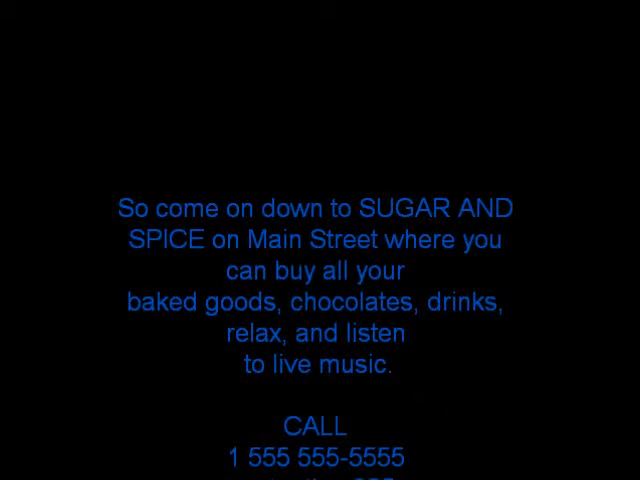 So come on down to SUGAR AND
SPICE on Main Street where you
can buy all your
baked goods, chocolates, drinks,
relax, and listen
to live music.
CALL
1 555 555-5555